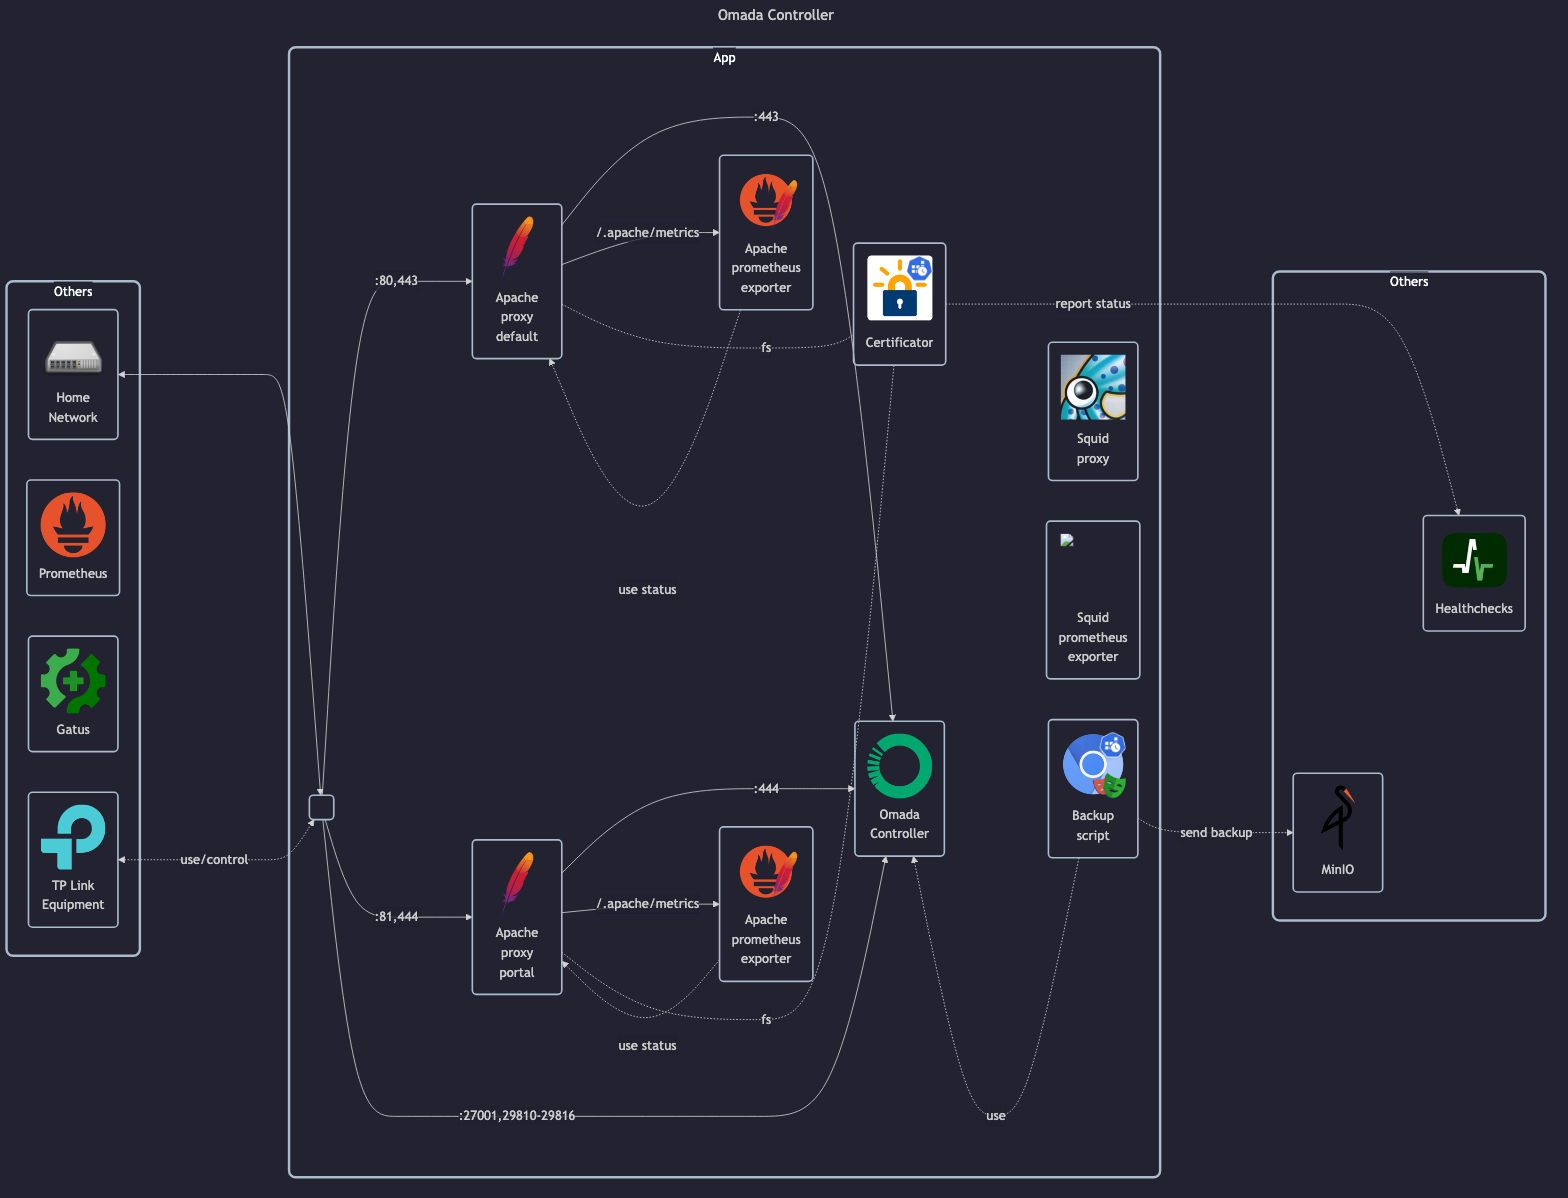 Omada Controller
App
:443
/.apache/metrics
Apache
prometheus
exporter
:80,443
Apache
proxy
default
fs
Certificator
report status
Others
Others
Home
Network
Squid
proxy
Prometheus
use status
Squid
prometheus
exporter
Healthchecks
Gatus
:444
Omada
Controller
Backup
script
send backup
MinIO
use/control
TP Link
Equipment
:81,444
Apache
proxy
portal
/.apache/metrics
Apache
prometheus
exporter
fs
use status
:27001,29810-29816
use